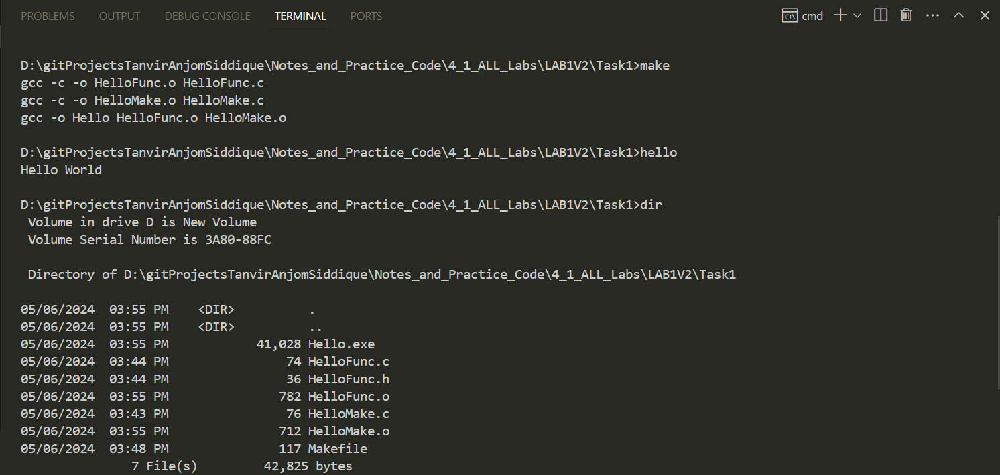 PROBLEMS OUTPUT DEBUG CONSOLE TERMINAL PORTS cmd
D:\gitProjectsTanvirAnjomSiddique\Notes_and_Practice_Code\4_1_ALL_Labs\LAB1V2\Task1>make
gcc -c -o HelloFunc.o HelloFunc.c
gcc -c -o HelloMake.o HelloMake.c
gcc -o Hello HelloFunc.o HelloMake.o
D:\gitProjectsTanvirAnjomSiddique\Notes_and_Practice_Code\4_1_ALL_Labs\LAB1V2\Task1>hello
Hello World
D:\gitProjectsTanvirAnjomSiddique\Notes_and_Practice_Code\4_1_ALL_Labs\LAB1V2\Task1>dir
Volume in drive D is New Volume
Volume Serial Number is 3A80-88FC
Directory of D:\gitProjectsTanvirAnjomSiddique\Notes_and_Practice_Code\4_1_ALL_Labs\LAB1V2\Task1
05/06/2024  03:55 PM    <DIR>          .
05/06/2024  03:55 PM    <DIR>          ..
05/06/2024  03:55 PM            41,028 Hello.exe
05/06/2024  03:44 PM                74 HelloFunc.c
05/06/2024  03:44 PM                36 HelloFunc.h
05/06/2024  03:55 PM               782 HelloFunc.o
05/06/2024  03:43 PM                76 HelloMake.c
05/06/2024  03:55 PM               712 HelloMake.o
05/06/2024  03:48 PM               117 Makefile
7 File(s)         42,825 bytes